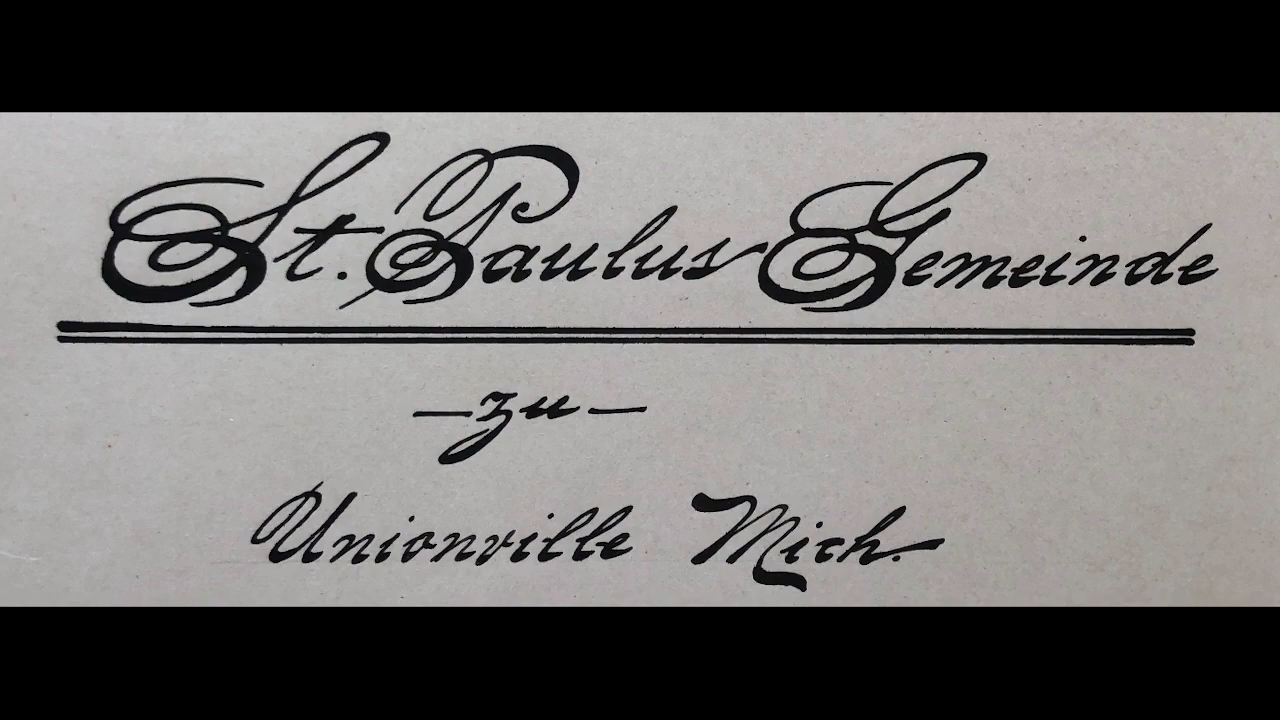 St. Paulus Gemeinde
— zu —
Unionville Mich.